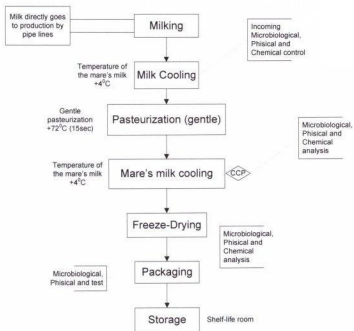 Milk directly goes
to production by
pipe lines
Milking
Incoming
Microbiological,
Phisical and
Chemical control
Temperature of
the mare's milk
+4⁰C
Milk Cooling
Gentle
pasteurization
+72⁰C (15sec)
Pasteurization (gentle)
Microbiological,
Phisical and
Chemical
analysis
Temperature of
the mare's milk
+4⁰C
Mare's milk cooling
CCP
Freeze-Drying
Microbiological,
Phisical and
Chemical
analysis
Microbiological,
Phisical and test
Packaging
Storage
Shelf-life room